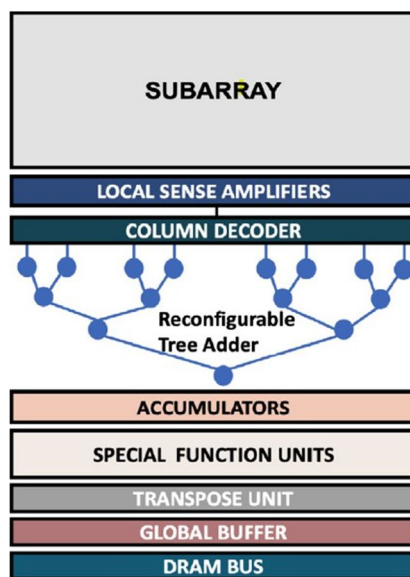 SUBARRAY
LOCAL SENSE AMPLIFIERS
COLUMN DECODER
Reconfigurable
Tree Adder
ACCUMULATORS
SPECIAL FUNCTION UNITS
TRANSPOSE UNIT
GLOBAL BUFFER
DRAM BUS